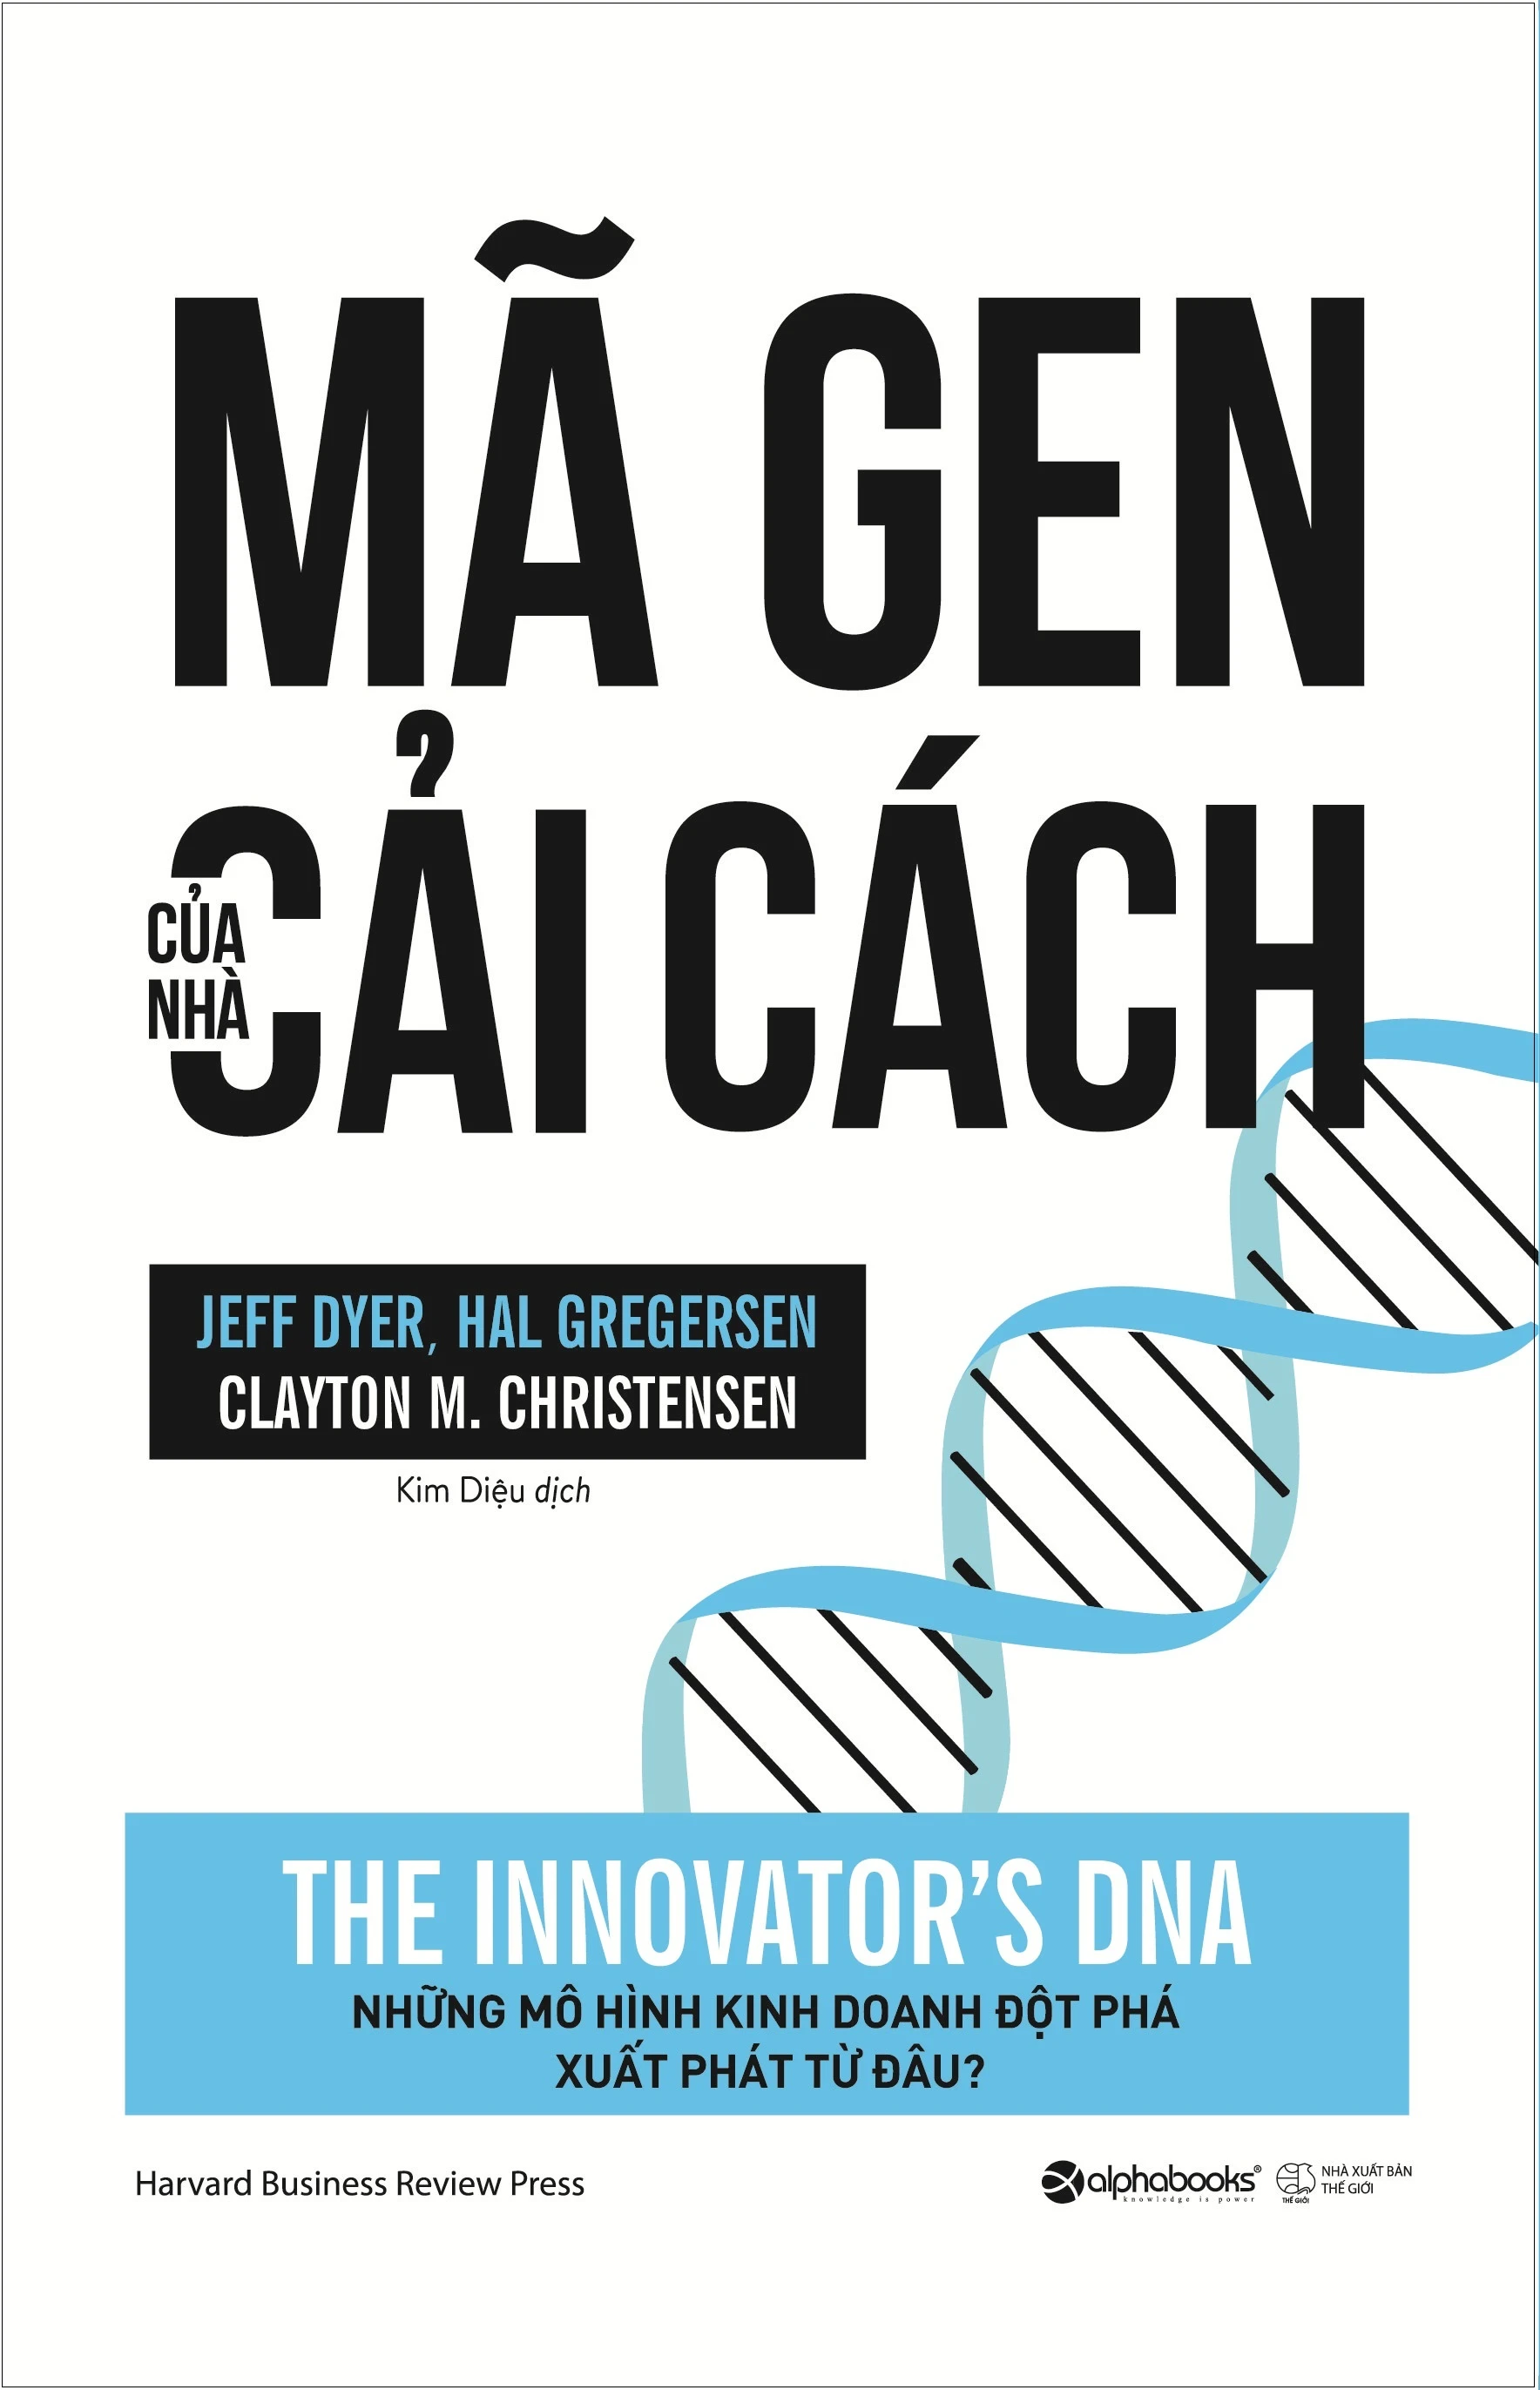 MÃ GEN
CỦA
NHÀ
CẢI CÁCH
JEFF DYER, HAL GREGERSEN
CLAYTON M. CHRISTENSEN
Kim Diệu dịch
THE INNOVATOR'S DNA
NHỮNG MÔ HÌNH KINH DOANH ĐỘT PHÁ
XUẤT PHÁT TỪ ĐÂU?
Harvard Business Review Press
alphabooks®
knowledge is power
THẾ GIỚI
NHÀ XUẤT BẢN
THẾ GIỚI